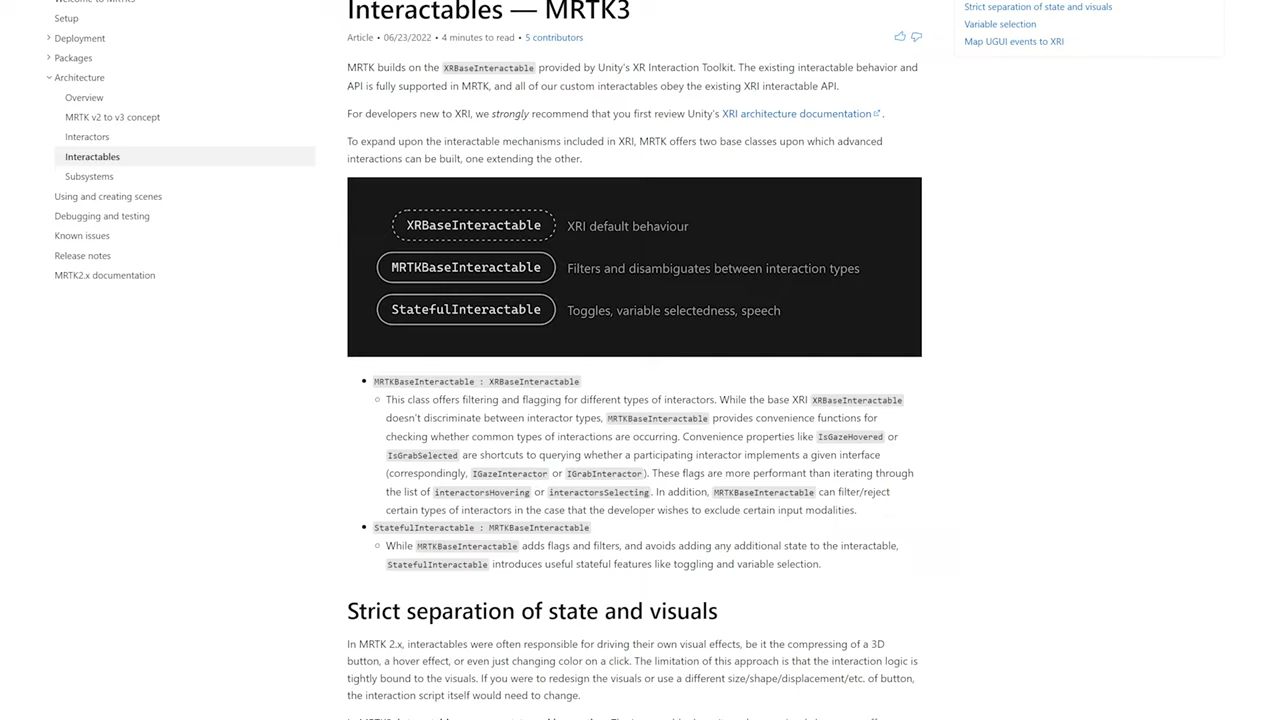 Welcome to MRTK3
Setup
Deployment
Packages
Architecture
Overview
MRTK v2 to v3 concept
Interactors
Interactables
Subsystems
Using and creating scenes
Debugging and testing
Known issues
Release notes
MRTK2.x documentation
Interactables — MRTK3
Article • 06/23/2022 • 4 minutes to read • 5 contributors
MRTK builds on the XRBaseInteractable provided by Unity's XR Interaction Toolkit. The existing interactable behavior and
API is fully supported in MRTK, and all of our custom interactables obey the existing XRI interactable API.
For developers new to XRI, we strongly recommend that you first review Unity's XRI architecture documentation.
To expand upon the interactable mechanisms included in XRI, MRTK offers two base classes upon which advanced
interactions can be built, one extending the other.
XRBaseInteractable XRI default behaviour
MRTKBaseInteractable Filters and disambiguates between interaction types
StatefulInteractable Toggles, variable selectedness, speech
• MRTKBaseInteractable : XRBaseInteractable
○ This class offers filtering and flagging for different types of interactors. While the base XRI XRBaseInteractable
doesn't discriminate between interactor types, MRTKBaseInteractable provides convenience functions for
checking whether common types of interactions are occurring. Convenience properties like IsGazeHovered or
IsGrabSelected are shortcuts to querying whether a participating interactor implements a given interface
(correspondingly, IGazeInteractor or IGrabInteractor). These flags are more performant than iterating through
the list of interactorsHovering or interactorsSelecting. In addition, MRTKBaseInteractable can filter/reject
certain types of interactors in the case that the developer wishes to exclude certain input modalities.
• StatefulInteractable : MRTKBaseInteractable
○ While MRTKBaseInteractable adds flags and filters, and avoids adding any additional state to the interactable,
StatefulInteractable introduces useful stateful features like toggling and variable selection.
Strict separation of state and visuals
In MRTK 2.x, interactables were often responsible for driving their own visual effects, be it the compressing of a 3D
button, a hover effect, or even just changing color on a click. The limitation of this approach is that the interaction logic is
tightly bound to the visuals. If you were to redesign the visuals or use a different size/shape/displacement/etc. of button,
the interaction script itself would need to change.
Strict separation of state and visuals
Variable selection
Map UGUI events to XRI